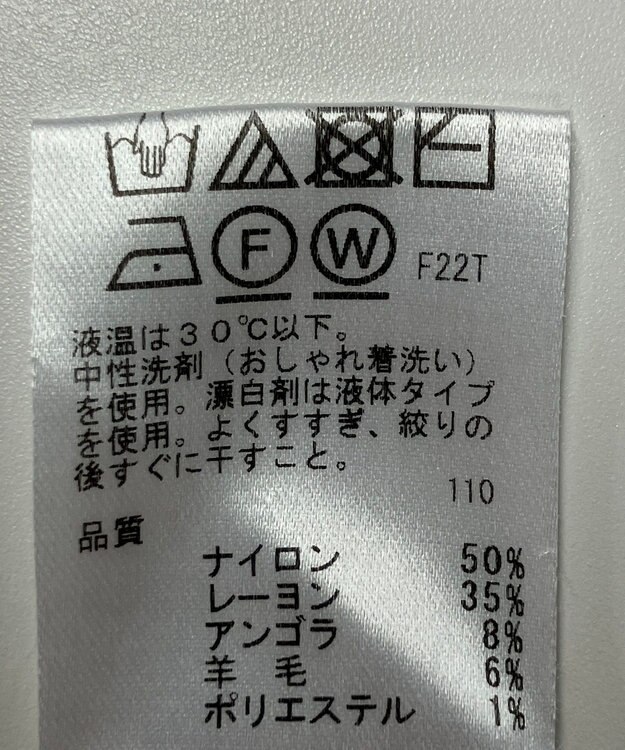 F W F22T
液温は30℃以下。
中性洗剤(おしゃれ着洗い)
を使用。漂白剤は液体タイプ
を使用。よくすすぎ、絞りの
後すぐに干すこと。
110
品質
ナイロン 50%
レーヨン 35%
アンゴラ 8%
羊 毛 6%
ポリエステル 1%